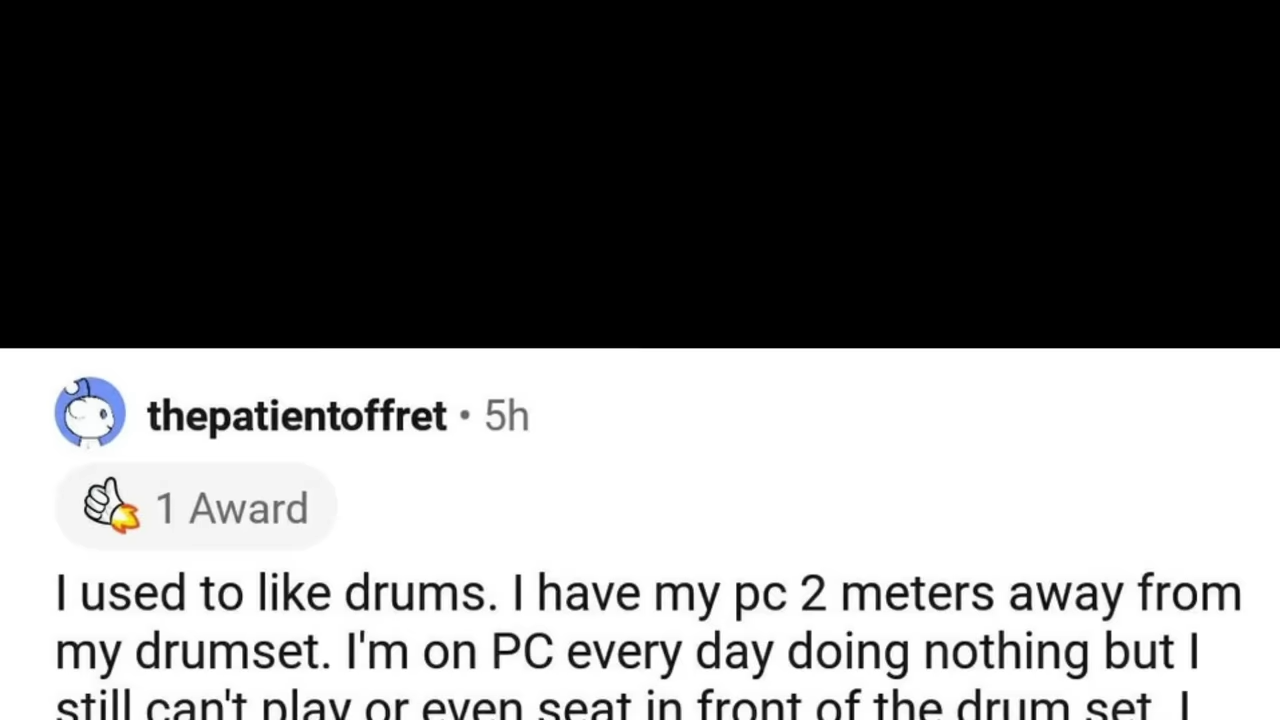 thepatientoffret • 5h
1 Award
I used to like drums. I have my pc 2 meters away from
my drumset. I'm on PC every day doing nothing but I
still can't play or even seat in front of the drum set. I